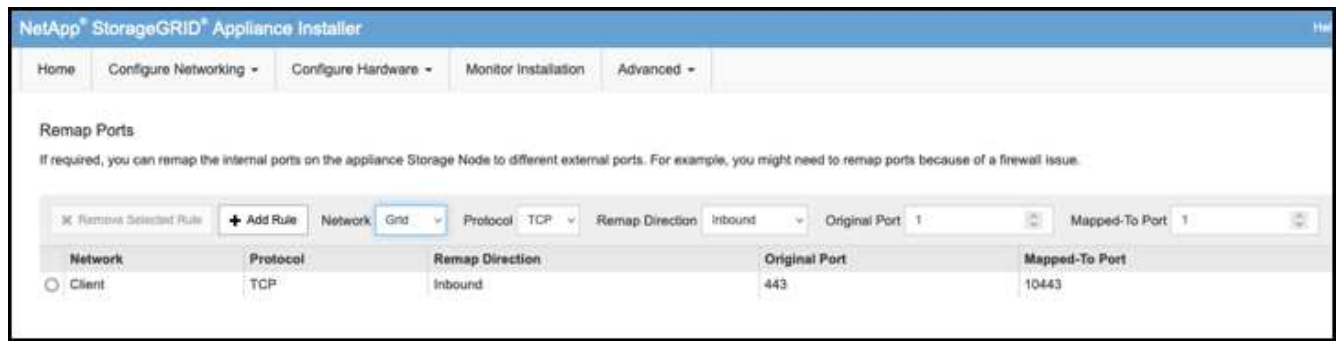 NetApp® StorageGRID® Appliance Installer
Home Configure Networking Configure Hardware Monitor Installation Advanced
Remap Ports
If required, you can remap the internal ports on the appliance Storage Node to different external ports. For example, you might need to remap ports because of a firewall issue.
Remove Selected Rule Add Rule Network Grid Protocol TCP Remap Direction Inbound Original Port 1 Mapped-To Port 1
Network Protocol Remap Direction Original Port Mapped-To Port
Client TCP Inbound 443 10443